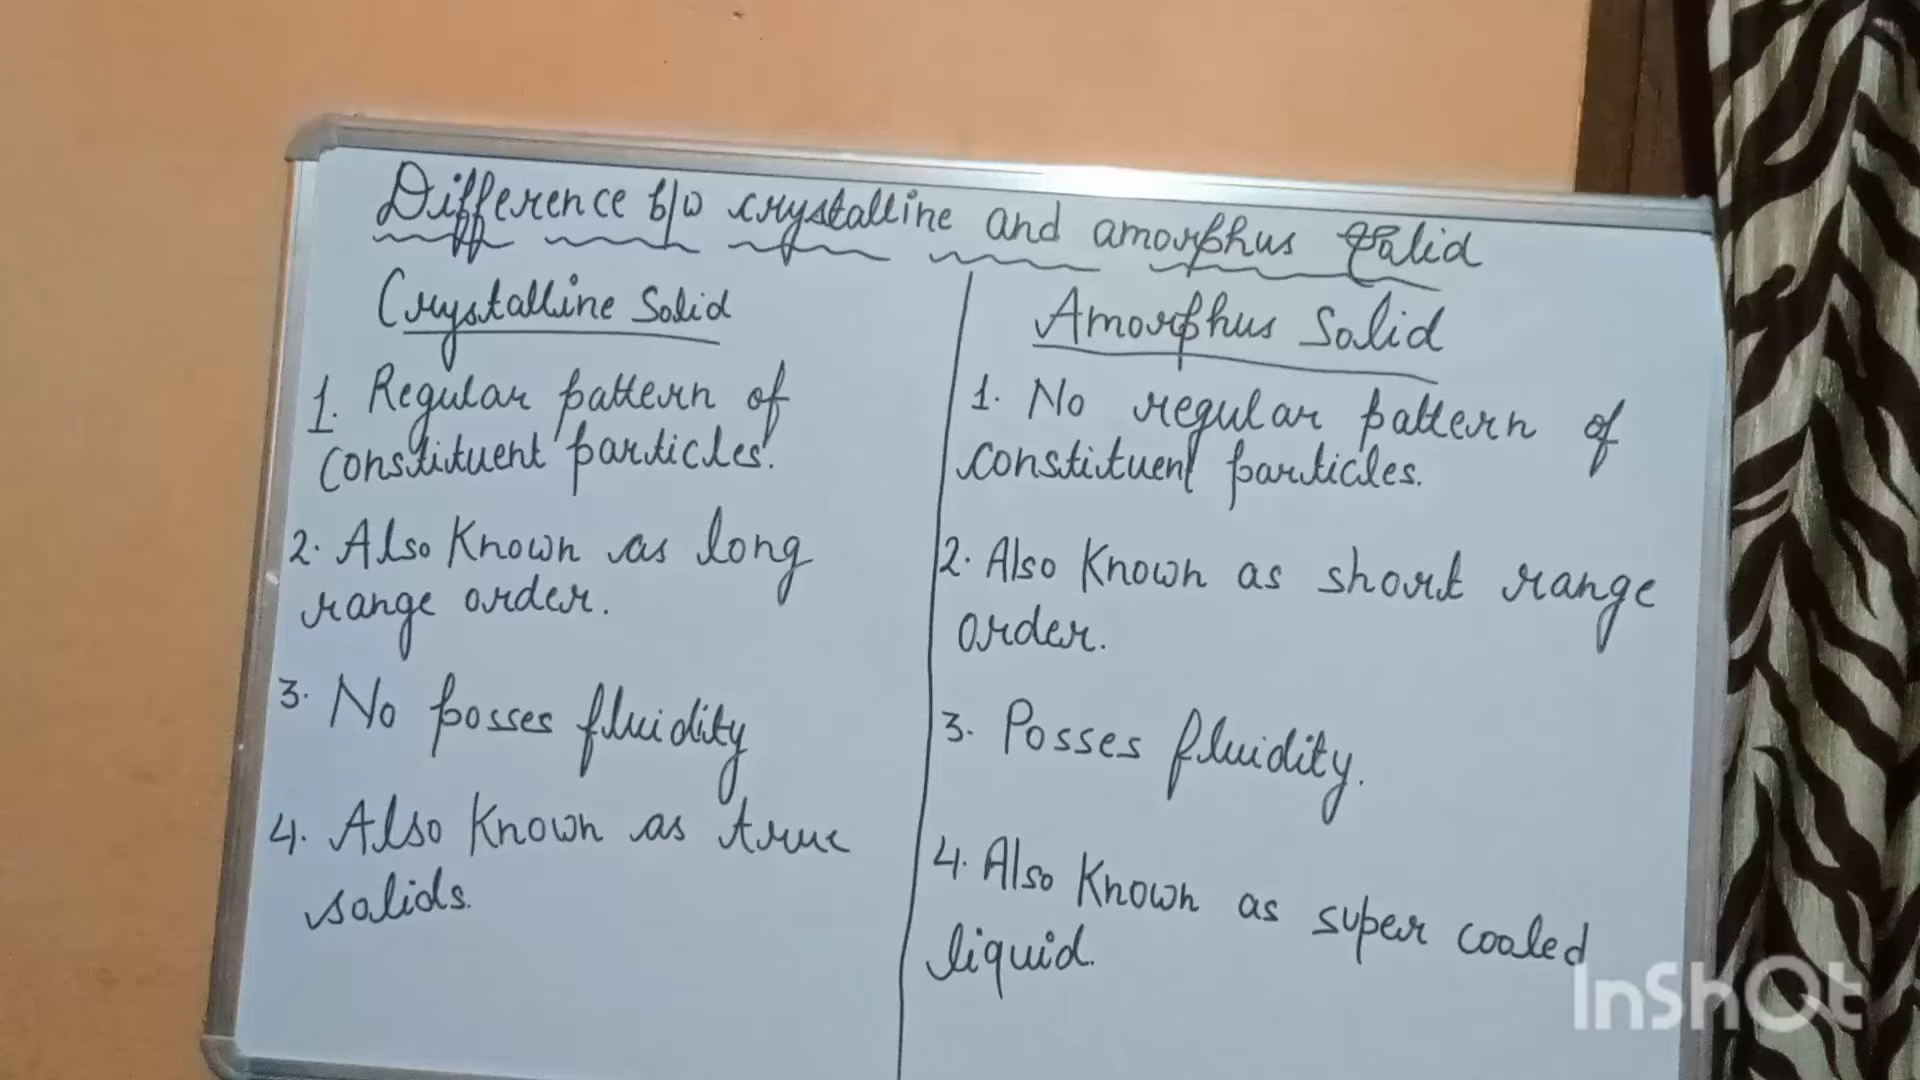 Difference b/w crystalline and amorphus Solid
Crystalline Solid
1. Regular pattern of
constituent particles.
2. Also Known as long
range order.
3. No posses fluidity
4. Also Known as true
solids.
Amorphus Solid
1. No regular pattern of
constituent particles.
2. Also Known as short range
order.
3. Posses fluidity.
4. Also Known as super cooled
liquid.
InShOt